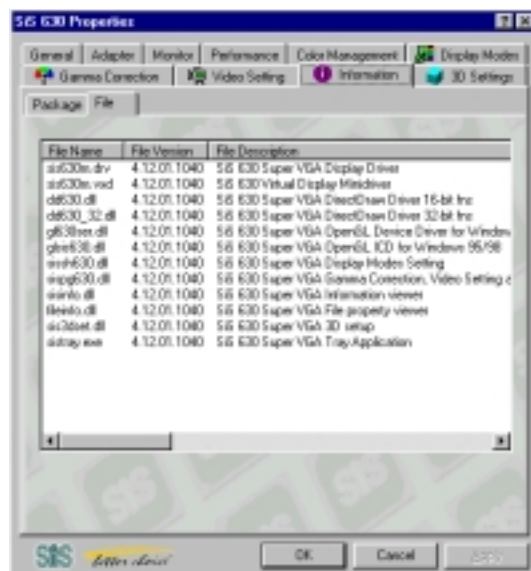 SiS 630 Properties
General Adapter Monitor Performance Color Management Display Modes
Gamma Correction Video Setting Information 3D Settings
Package File
File Name File Version File Description
sis630m.drv 4.12.01.1040 SiS 630 Super VGA Display Driver
sis630m.vxd 4.12.01.1040 SiS 630 Virtual Display Minidriver
dd630.dll 4.12.01.1040 SiS 630 Super VGA DirectDraw Driver 16-bit
dd630_32.dll 4.12.01.1040 SiS 630 Super VGA DirectDraw Driver 32-bit
4.12.01.1040 SiS 630 Super VGA OpenGL Device Driver for Window
4.12.01.1040 SiS 630 Super VGA OpenGL ICD for Windows 95/98
4.12.01.1040 SiS 630 Super VGA Display Modes Setting
4.12.01.1040 SiS 630 Super VGA Gamma Correction, Video Setting
sisinfo.dll 4.12.01.1040 SiS 630 Super VGA Information viewer
fileinfo.dll 4.12.01.1040 SiS 630 Super VGA File property viewer
4.12.01.1040 SiS 630 Super VGA 3D setup
sistray.exe 4.12.01.1040 SiS 630 Super VGA Tray Application
SiS better choice! OK Cancel Apply